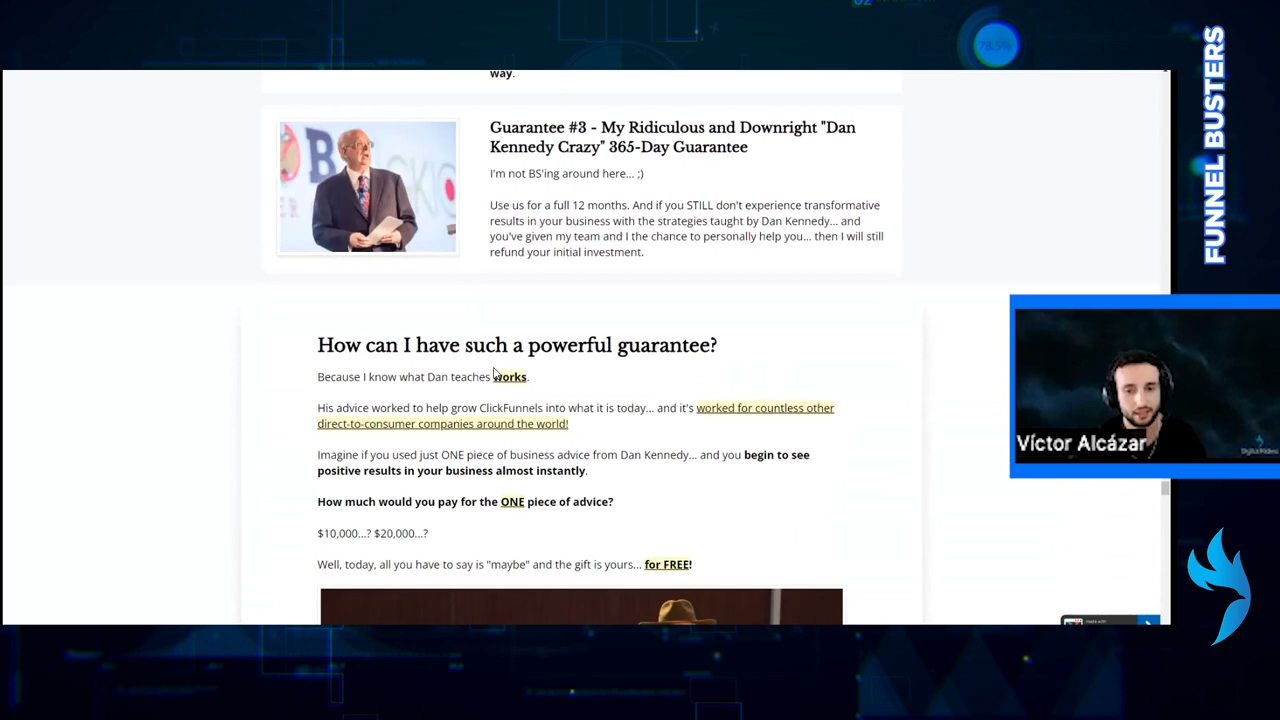 78.5%
way.
Guarantee #3 - My Ridiculous and Downright "Dan
Kennedy Crazy" 365-Day Guarantee
I'm not BS'ing around here... ;)
Use us for a full 12 months. And if you STILL don't experience transformative
results in your business with the strategies taught by Dan Kennedy... and
you've given my team and I the chance to personally help you... then I will still
refund your initial investment.
How can I have such a powerful guarantee?
Because I know what Dan teaches works.
His advice worked to help grow ClickFunnels into what it is today... and it's worked for countless other
direct-to-consumer companies around the world!
Imagine if you used just ONE piece of business advice from Dan Kennedy... and you begin to see
positive results in your business almost instantly.
How much would you pay for the ONE piece of advice?
$10,000...? $20,000...?
Well, today, all you have to say is "maybe" and the gift is yours... for FREE!
FUNNEL BUSTERS
Víctor Alcázar